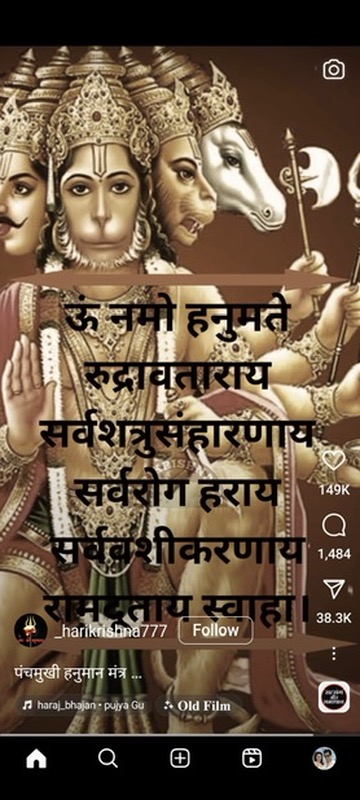 ऊं नमो हनुमते
रुद्रावताराय
सर्वशत्रुसंहारणाय
सर्वरोग हराय
सर्ववशीकरणाय
रामदूताय स्वाहा।
149K
1,484
38.3K
_harikrishna777 Follow
पंचमुखी हनुमान मंत्र ...
haraj_bhajan • pujya Gu Old Film